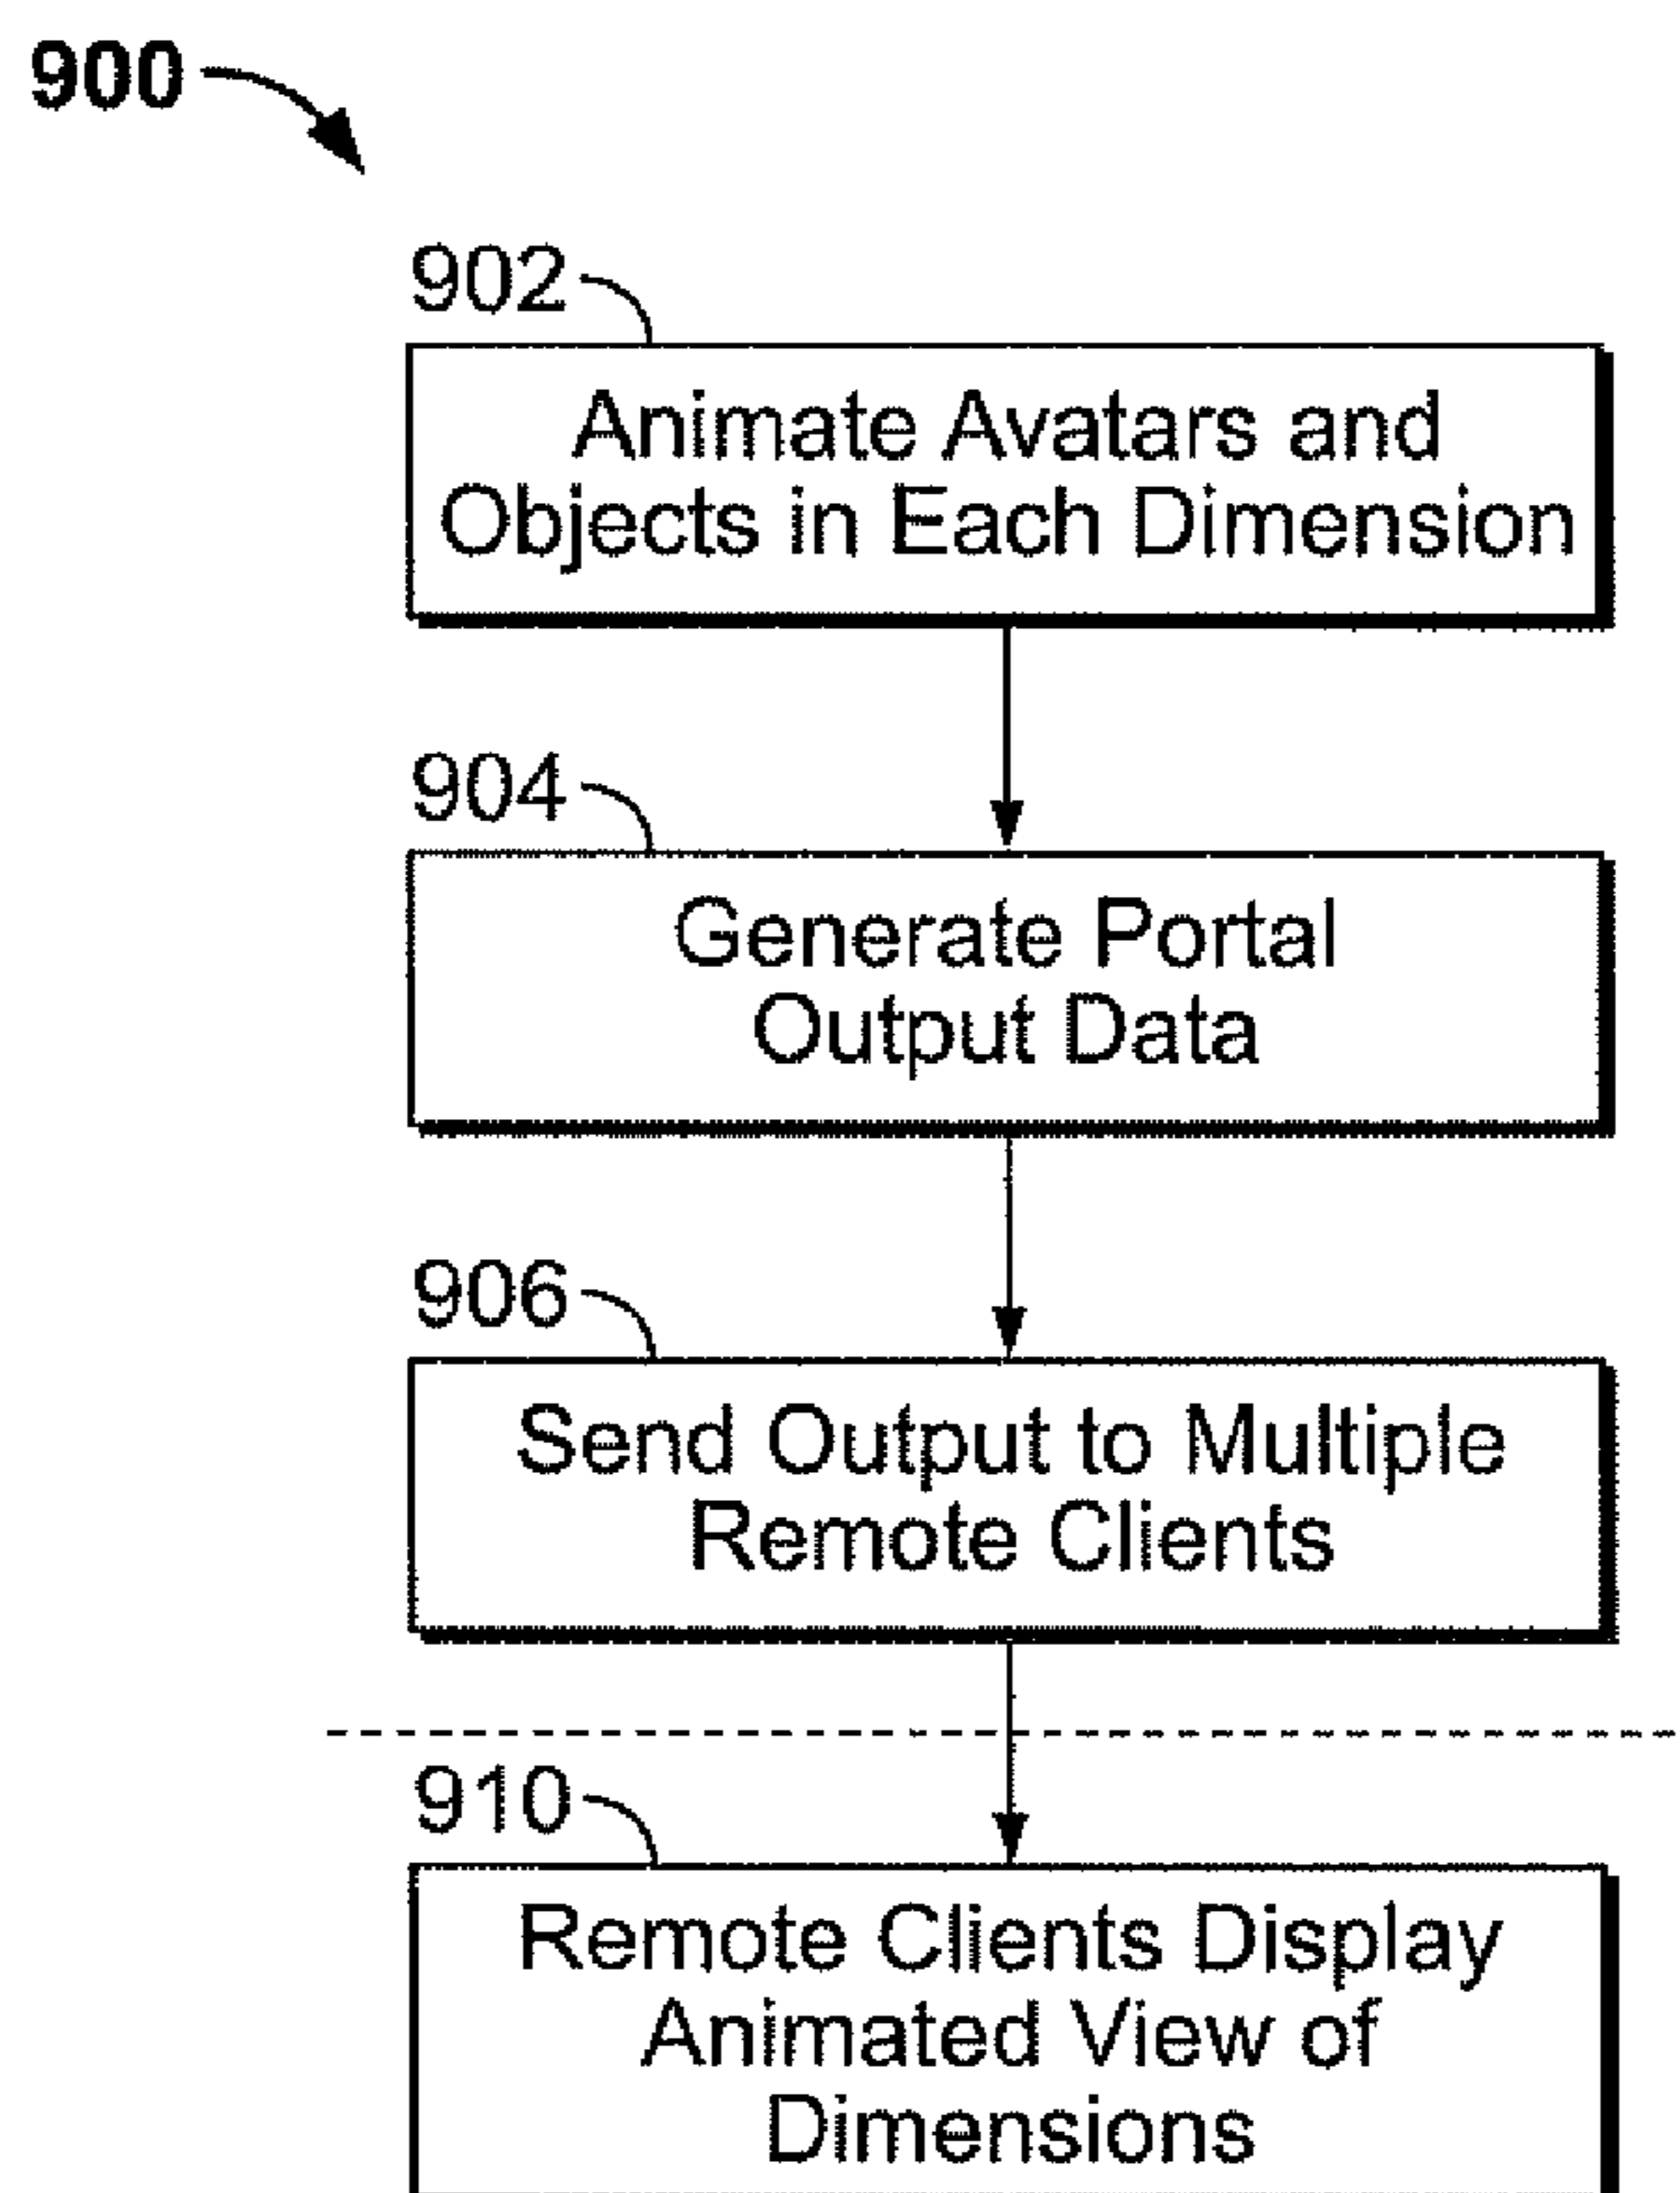 900
902
Animate Avatars and
Objects in Each Dimension
904
Generate Portal
Output Data
906
Send Output to Multiple
Remote Clients
910
Remote Clients Display
Animated View of
Dimensions